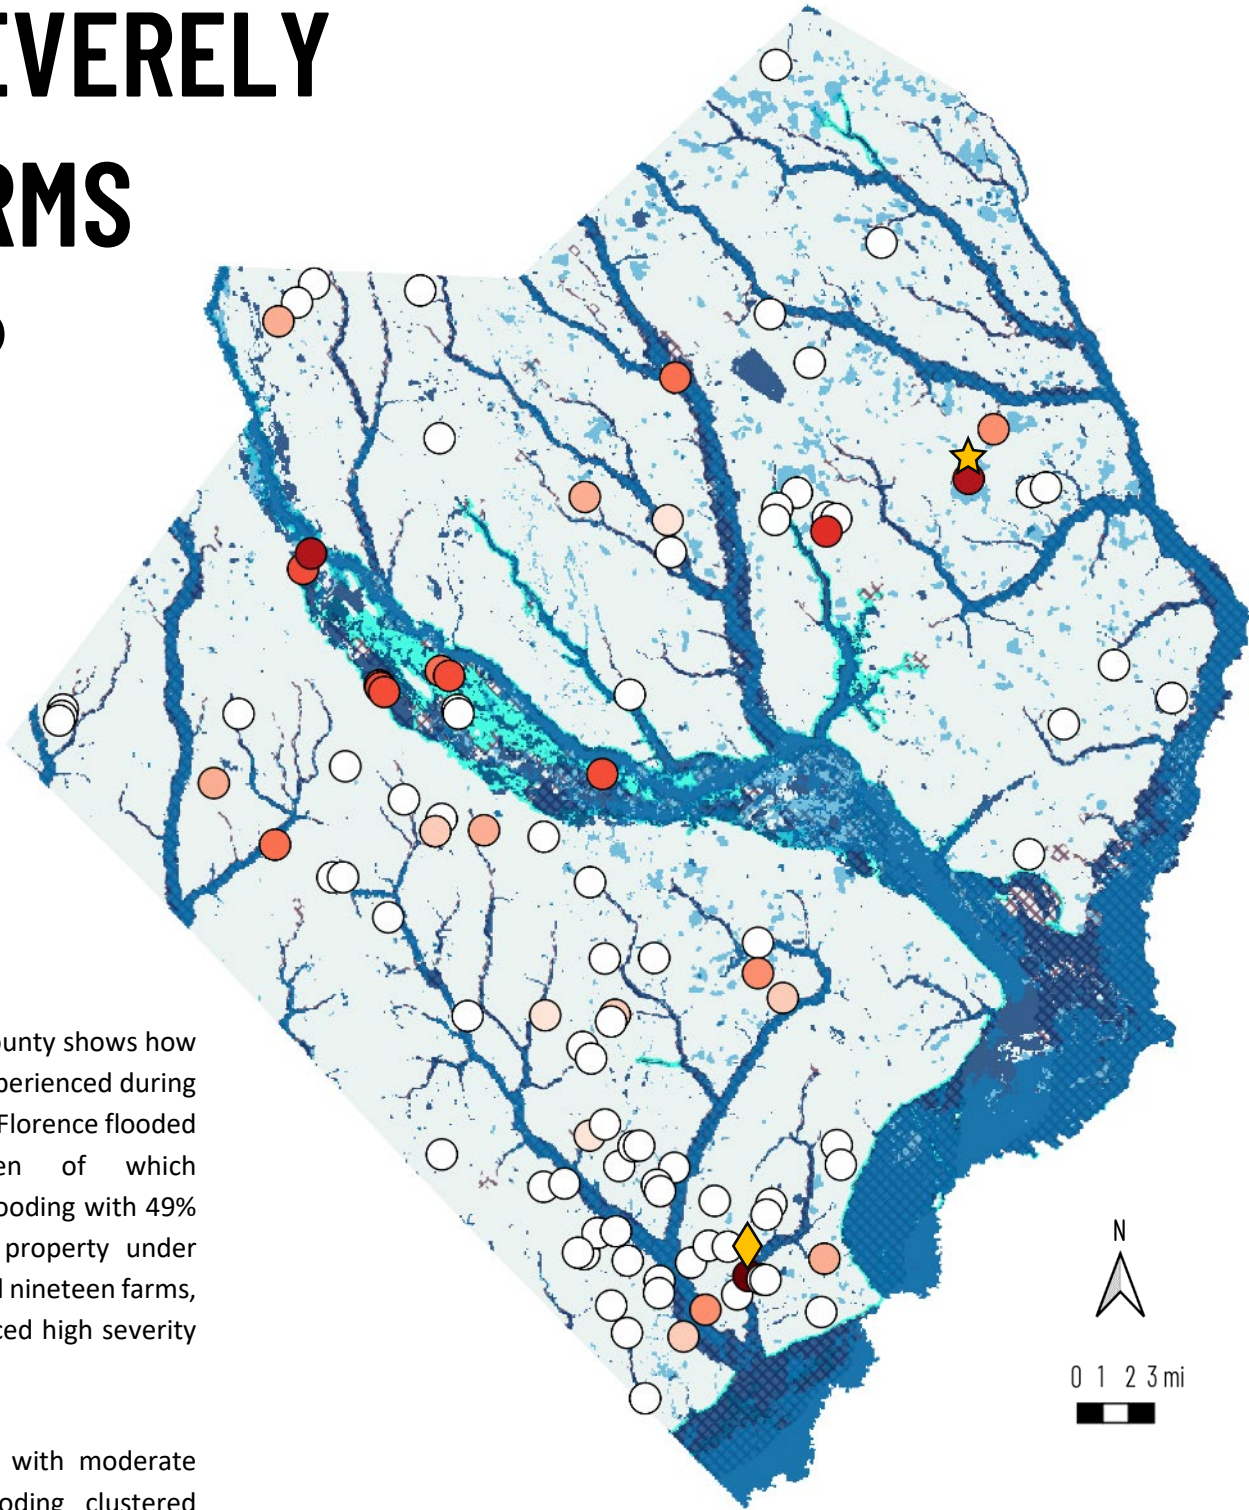 EVERELY
RMS
ounty shows how
perienced during
Florence flooded
en of which
ooding with 49%
property under
d nineteen farms,
ced high severity
with moderate
oding clustered
N
0 1 2 3 mi